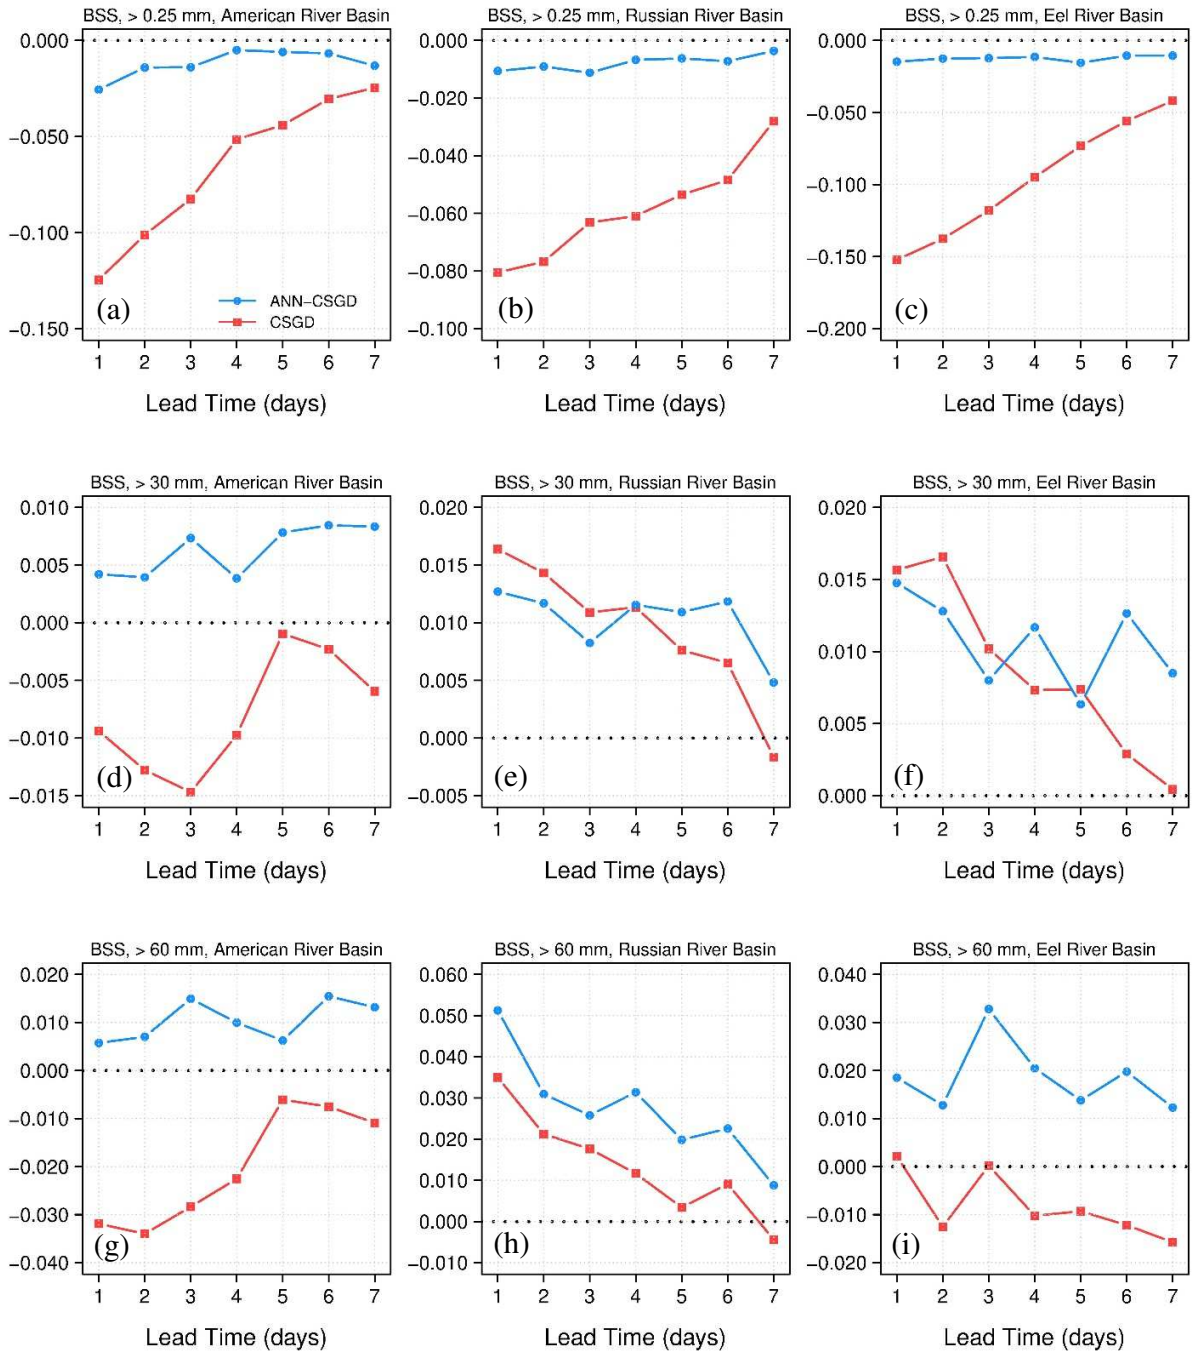 BSS, > 0.25 mm, American River Basin
0.000
−0.050
−0.100
−0.150
(a)
ANN−CSGD
CSGD
1 2 3 4 5 6 7
Lead Time (days)
BSS, > 0.25 mm, Russian River Basin
0.000
−0.020
−0.040
−0.060
−0.080
−0.100
(b)
1 2 3 4 5 6 7
Lead Time (days)
BSS, > 0.25 mm, Eel River Basin
0.000
−0.050
−0.100
−0.150
−0.200
(c)
1 2 3 4 5 6 7
Lead Time (days)
BSS, > 30 mm, American River Basin
0.010
0.005
0.000
−0.005
−0.010
−0.015
(d)
1 2 3 4 5 6 7
Lead Time (days)
BSS, > 30 mm, Russian River Basin
0.020
0.015
0.010
0.005
0.000
−0.005
(e)
1 2 3 4 5 6 7
Lead Time (days)
BSS, > 30 mm, Eel River Basin
0.020
0.015
0.010
0.005
0.000
(f)
1 2 3 4 5 6 7
Lead Time (days)
BSS, > 60 mm, American River Basin
0.020
0.010
0.000
−0.010
−0.020
−0.030
−0.040
(g)
1 2 3 4 5 6 7
Lead Time (days)
BSS, > 60 mm, Russian River Basin
0.060
0.050
0.040
0.030
0.020
0.010
0.000
−0.010
(h)
1 2 3 4 5 6 7
Lead Time (days)
BSS, > 60 mm, Eel River Basin
0.040
0.030
0.020
0.010
0.000
−0.010
−0.020
(i)
1 2 3 4 5 6 7
Lead Time (days)